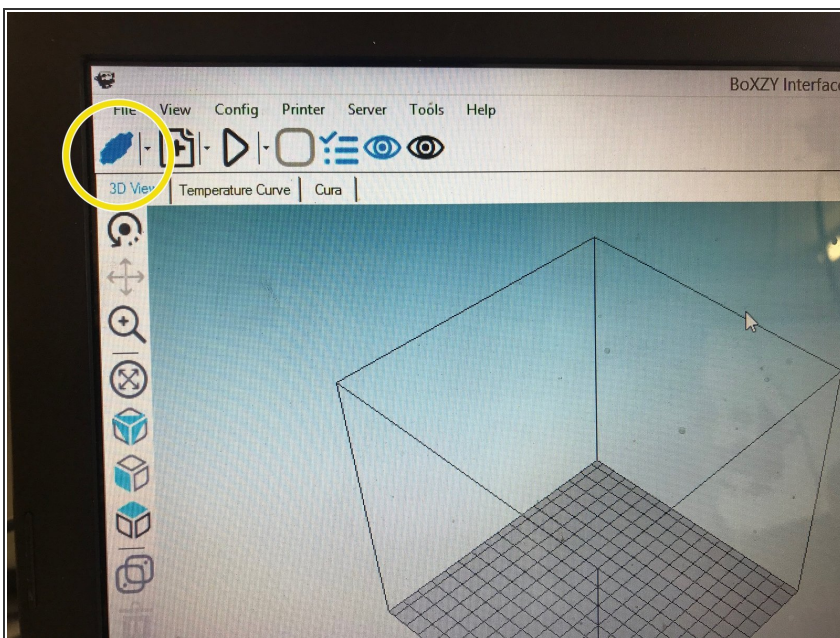 BoXZY Interface
File View Config Printer Server Tools Help
3D View Temperature Curve Cura